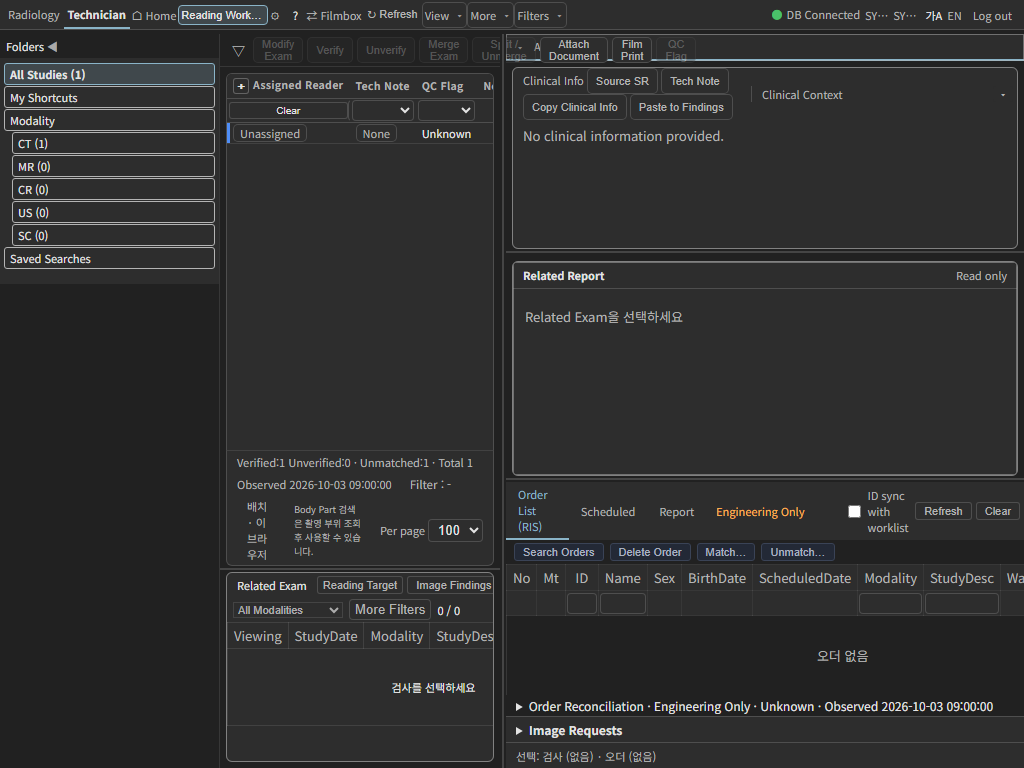 Radiology Technician Home Reading Work... ? Filmbox Refresh View More Filters DB Connected SY... SY... 가A EN Log out
Folders
All Studies (1)
My Shortcuts
Modality
CT (1)
MR (0)
CR (0)
US (0)
SC (0)
Saved Searches
Modify Exam Verify Unverify Merge Exam
Assigned Reader Tech Note QC Flag
Clear
Unassigned None Unknown
Verified:1 Unverified:0 · Unmatched:1 · Total 1
Observed 2026-10-03 09:00:00 Filter : -
배치
· 이
브라
우저
Body Part 검색
은 촬영 부위 조회
후 사용할 수 있습
니다.
Per page 100
Related Exam Reading Target Image Findings
All Modalities More Filters 0 / 0
Viewing StudyDate Modality StudyDes
검사를 선택하세요
Attach Document Film Print QC Flag
Clinical Info Source SR Tech Note
Copy Clinical Info Paste to Findings
Clinical Context
No clinical information provided.
Related Report Read only
Related Exam을 선택하세요
Order
List
(RIS)
Scheduled Report Engineering Only
ID sync
with
worklist
Refresh Clear
Search Orders Delete Order Match... Unmatch...
No Mt ID Name Sex BirthDate ScheduledDate Modality StudyDesc Wa
오더 없음
Order Reconciliation · Engineering Only · Unknown · Observed 2026-10-03 09:00:00
Image Requests
선택: 검사 (없음) · 오더 (없음)